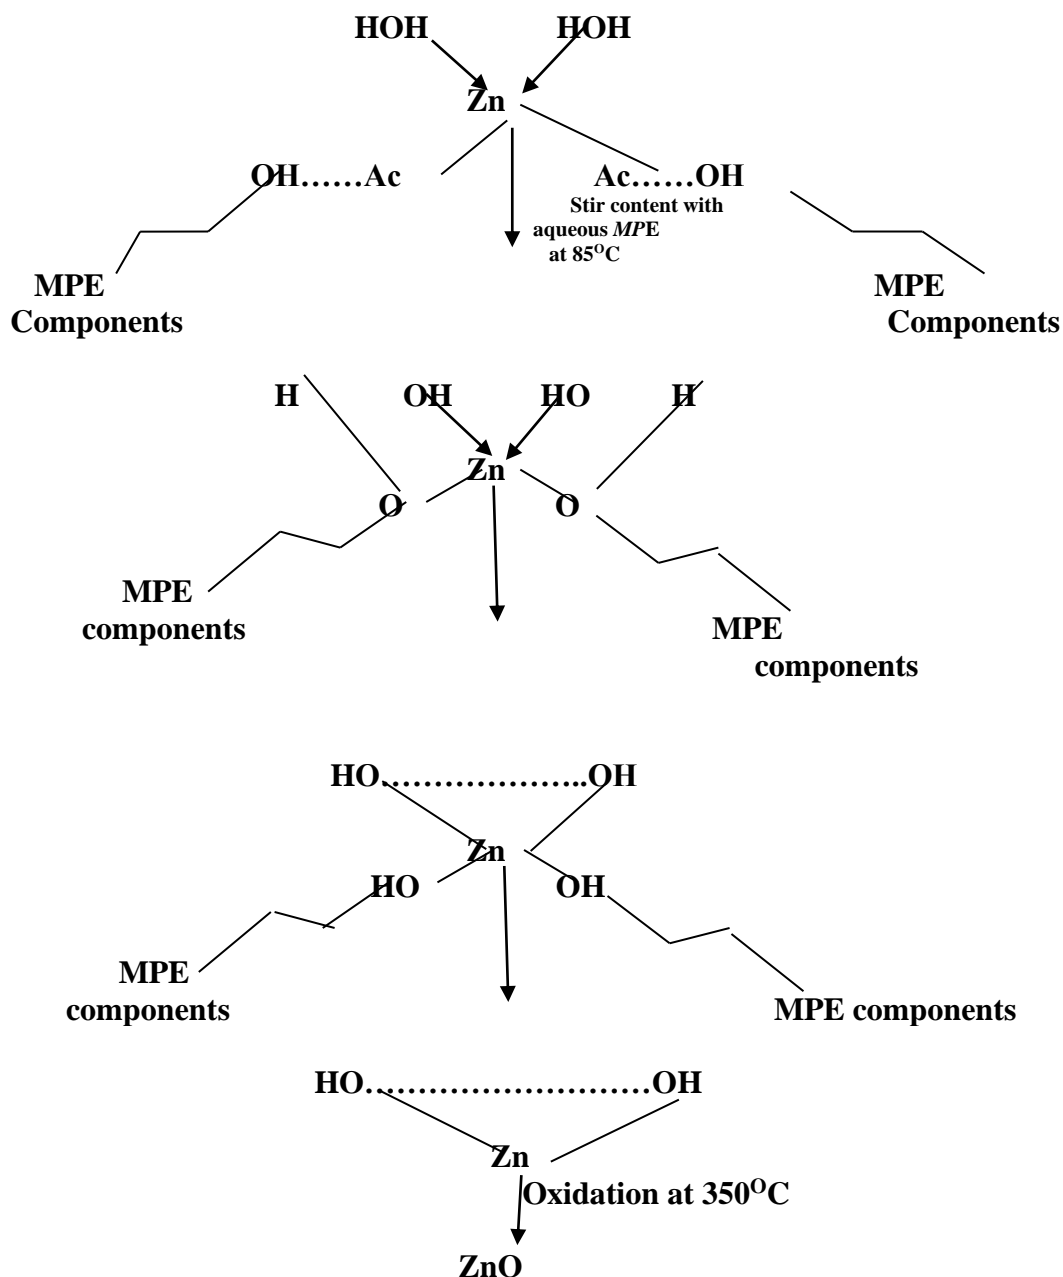 HOH HOH
Zn
OH……Ac Ac……OH
Stir content with
aqueous MPE
at 85OC
MPE MPE
Components Components
H OH HO H
Zn
O O
MPE
components
MPE
components
HO………………..OH
Zn
HO OH
MPE
components
MPE components
HO………………………OH
Zn
Oxidation at 350OC
ZnO